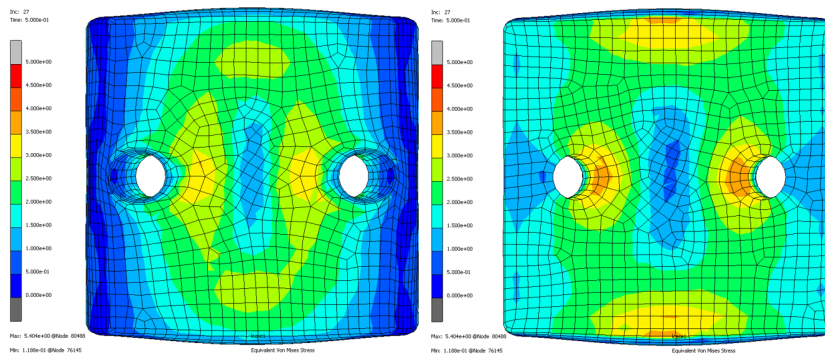 Inc: 27
Time: 5.000e-01
5.000e+00
4.500e+00
4.000e+00
3.500e+00
3.000e+00
2.500e+00
2.000e+00
1.500e+00
1.000e+00
5.000e-01
0.000e+00
Max: 5.404e+00 @Node 80488
Min: 1.188e-01 @Node 76145
Equivalent Von Mises Stress
Inc: 27
Time: 5.000e-01
5.000e+00
4.500e+00
4.000e+00
3.500e+00
3.000e+00
2.500e+00
2.000e+00
1.500e+00
1.000e+00
5.000e-01
0.000e+00
Max: 5.404e+00 @Node 80488
Min: 1.188e-01 @Node 76145
Equivalent Von Mises Stress